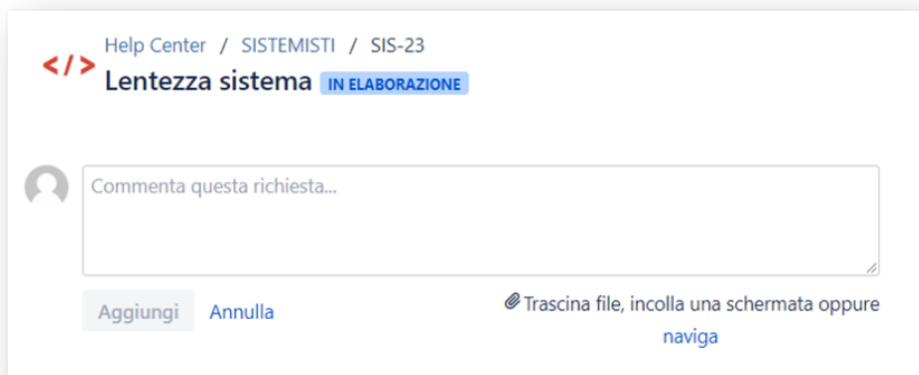 Help Center / SISTEMISTI / SIS-23
</>
Lentezza sistema IN ELABORAZIONE
Commenta questa richiesta...
Aggiungi Annulla
Trascina file, incolla una schermata oppure
naviga